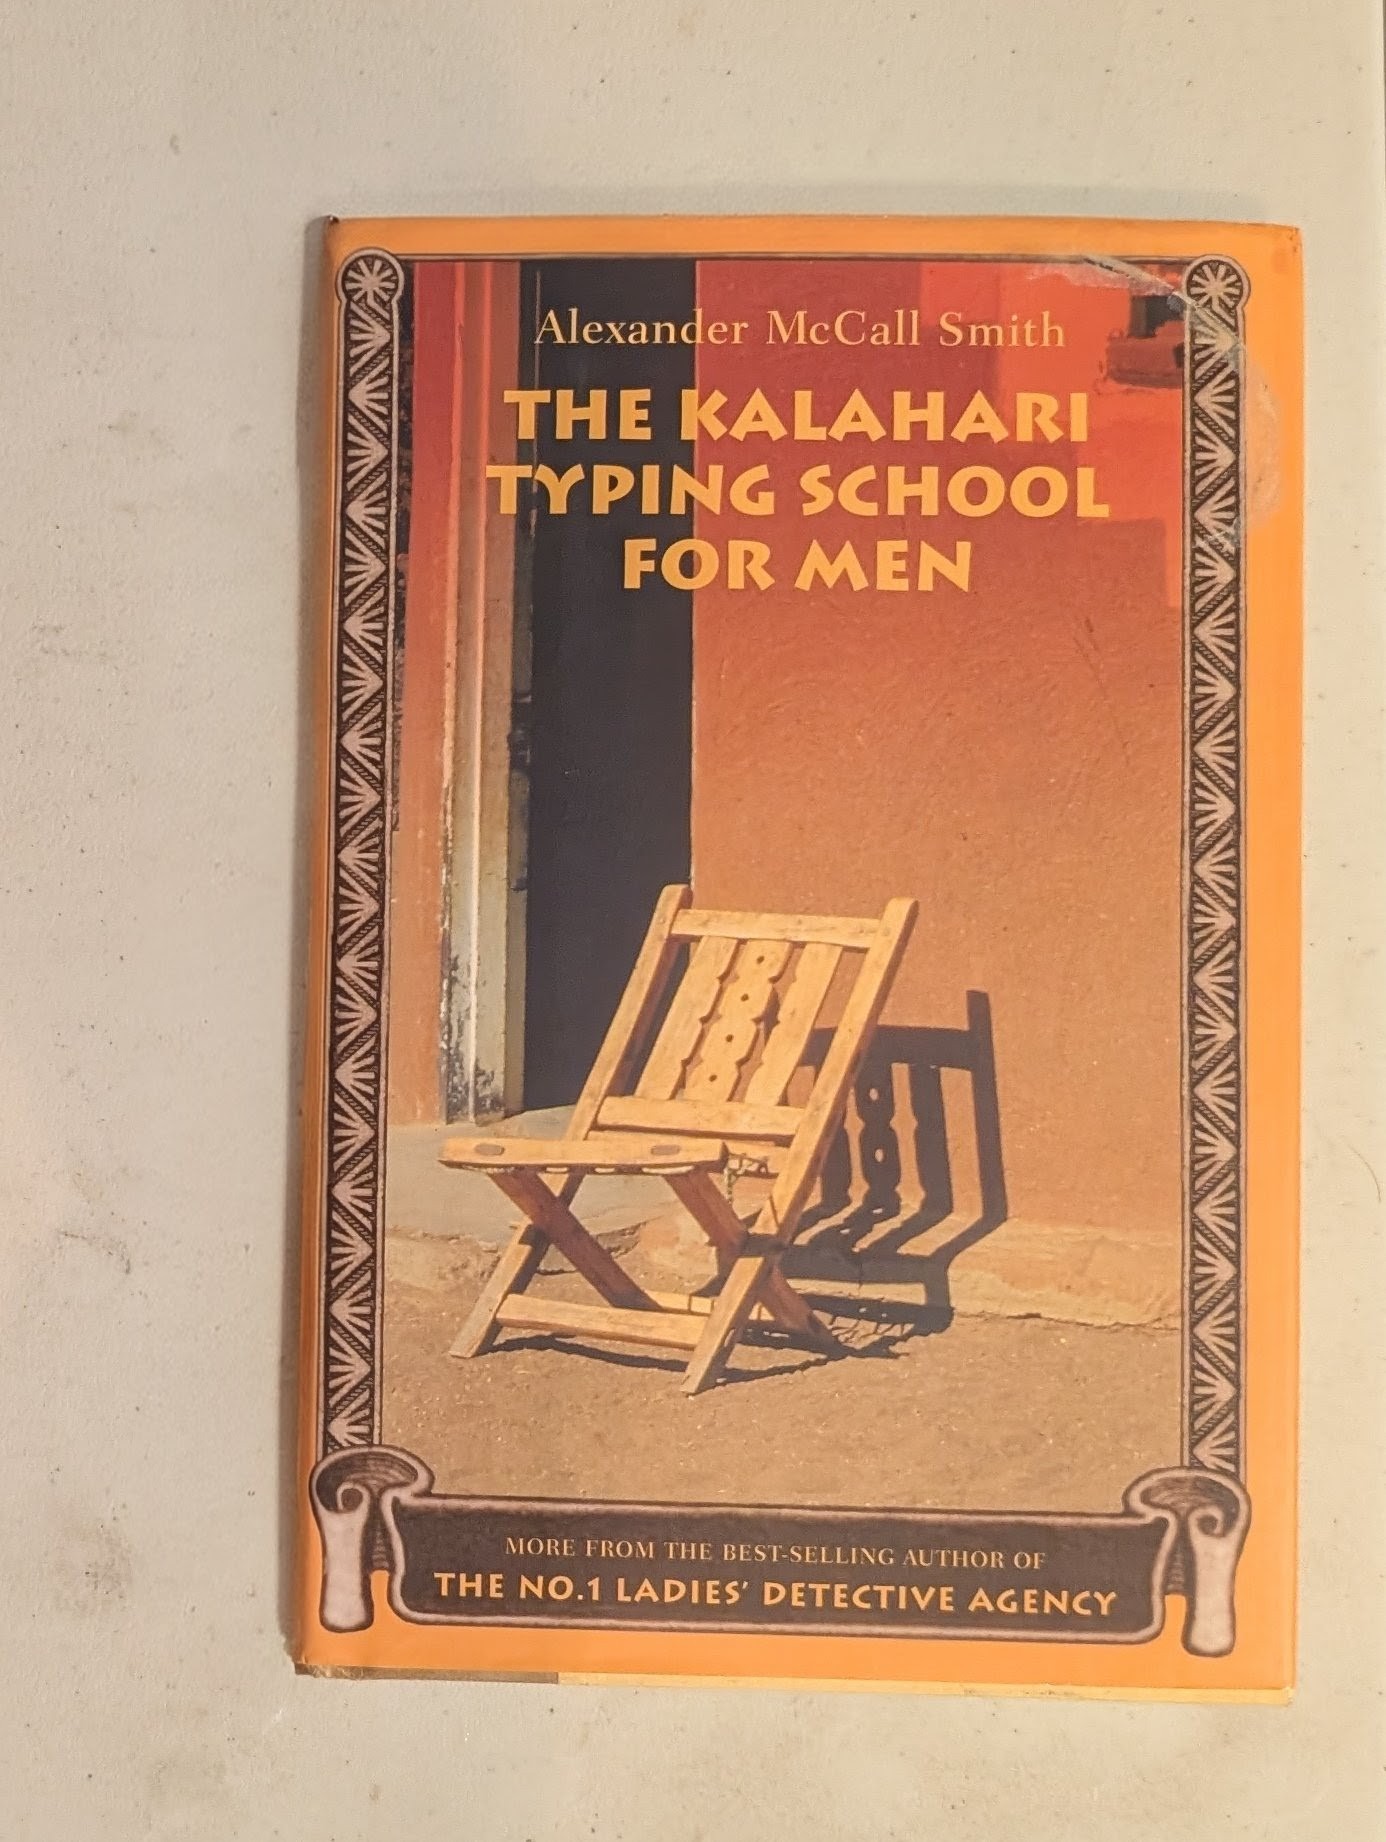 Alexander McCall Smith
THE KALAHARI
TYPING SCHOOL
FOR MEN
MORE FROM THE BEST-SELLING AUTHOR OF
THE NO.1 LADIES' DETECTIVE AGENCY